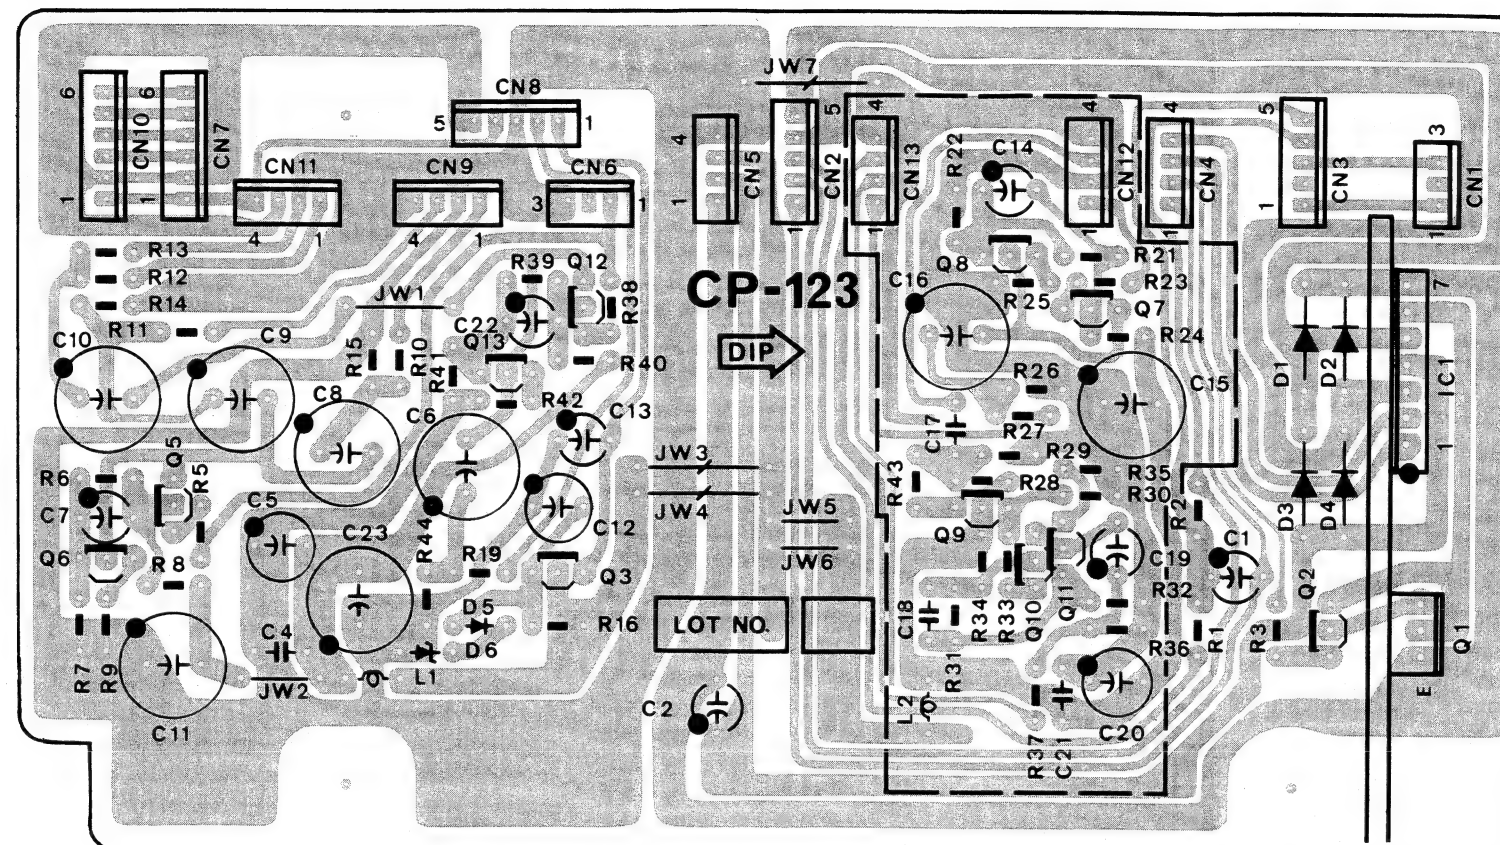 JW7
CN8
5
1
6
6
CN10
1
1
CN7
CN11
4
1
CN9
4
1
CN6
3
1
4
CN5
1
5
CN2
1
4
CN13
1
R22
C14
4
CN12
1
4
CN4
1
5
CN3
1
3
CN1
1
R13
R12
R14
R11
R39
Q12
JW1
R38
CP-123
DIP
C16
Q8
R21
R23
R25
Q7
R24
7
C10
C9
C22
Q13
R15
R10
R41
R40
R26
C15
D1
D2
IC1
1
C8
C6
R42
C13
C17
R27
R29
R35
R28
R30
R43
R6
Q5
R5
JW3
JW4
JW5
JW6
R2
D3
D4
C7
C5
C23
R44
C12
Q9
Q6
R8
R19
Q3
C19
R32
C1
Q2
D5
D6
R16
LOT NO.
C18
R34
R33
Q10
Q11
R36
R1
R3
Q1
E
C4
R7
R9
JW2
L1
C11
C2
L2
R31
R37
C21
C20